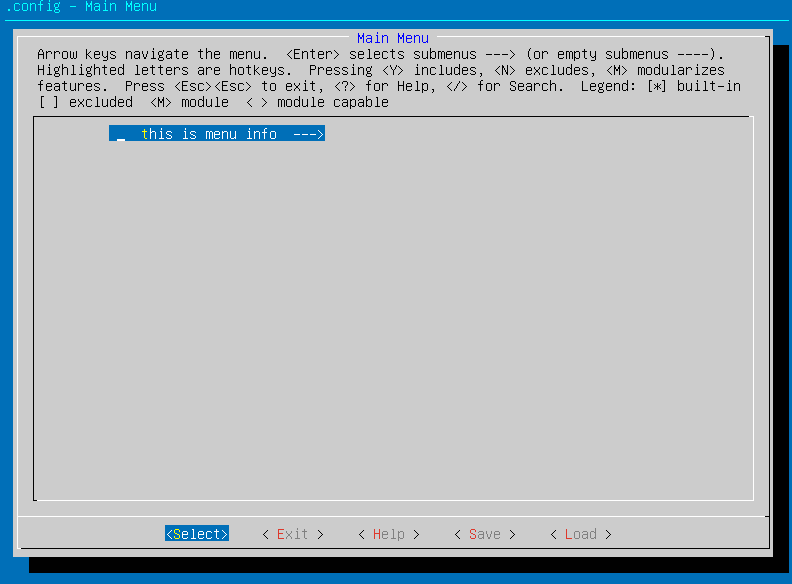 .config - Main Menu
Main Menu
Arrow keys navigate the menu.  <Enter> selects submenus ---> (or empty submenus ----).
Highlighted letters are hotkeys.  Pressing <Y> includes, <N> excludes, <M> modularizes
features.  Press <Esc><Esc> to exit, <?> for Help, </> for Search.  Legend: [*] built-in
[ ] excluded  <M> module  < > module capable
this is menu info  --->
<Select>    < Exit >    < Help >    < Save >    < Load >